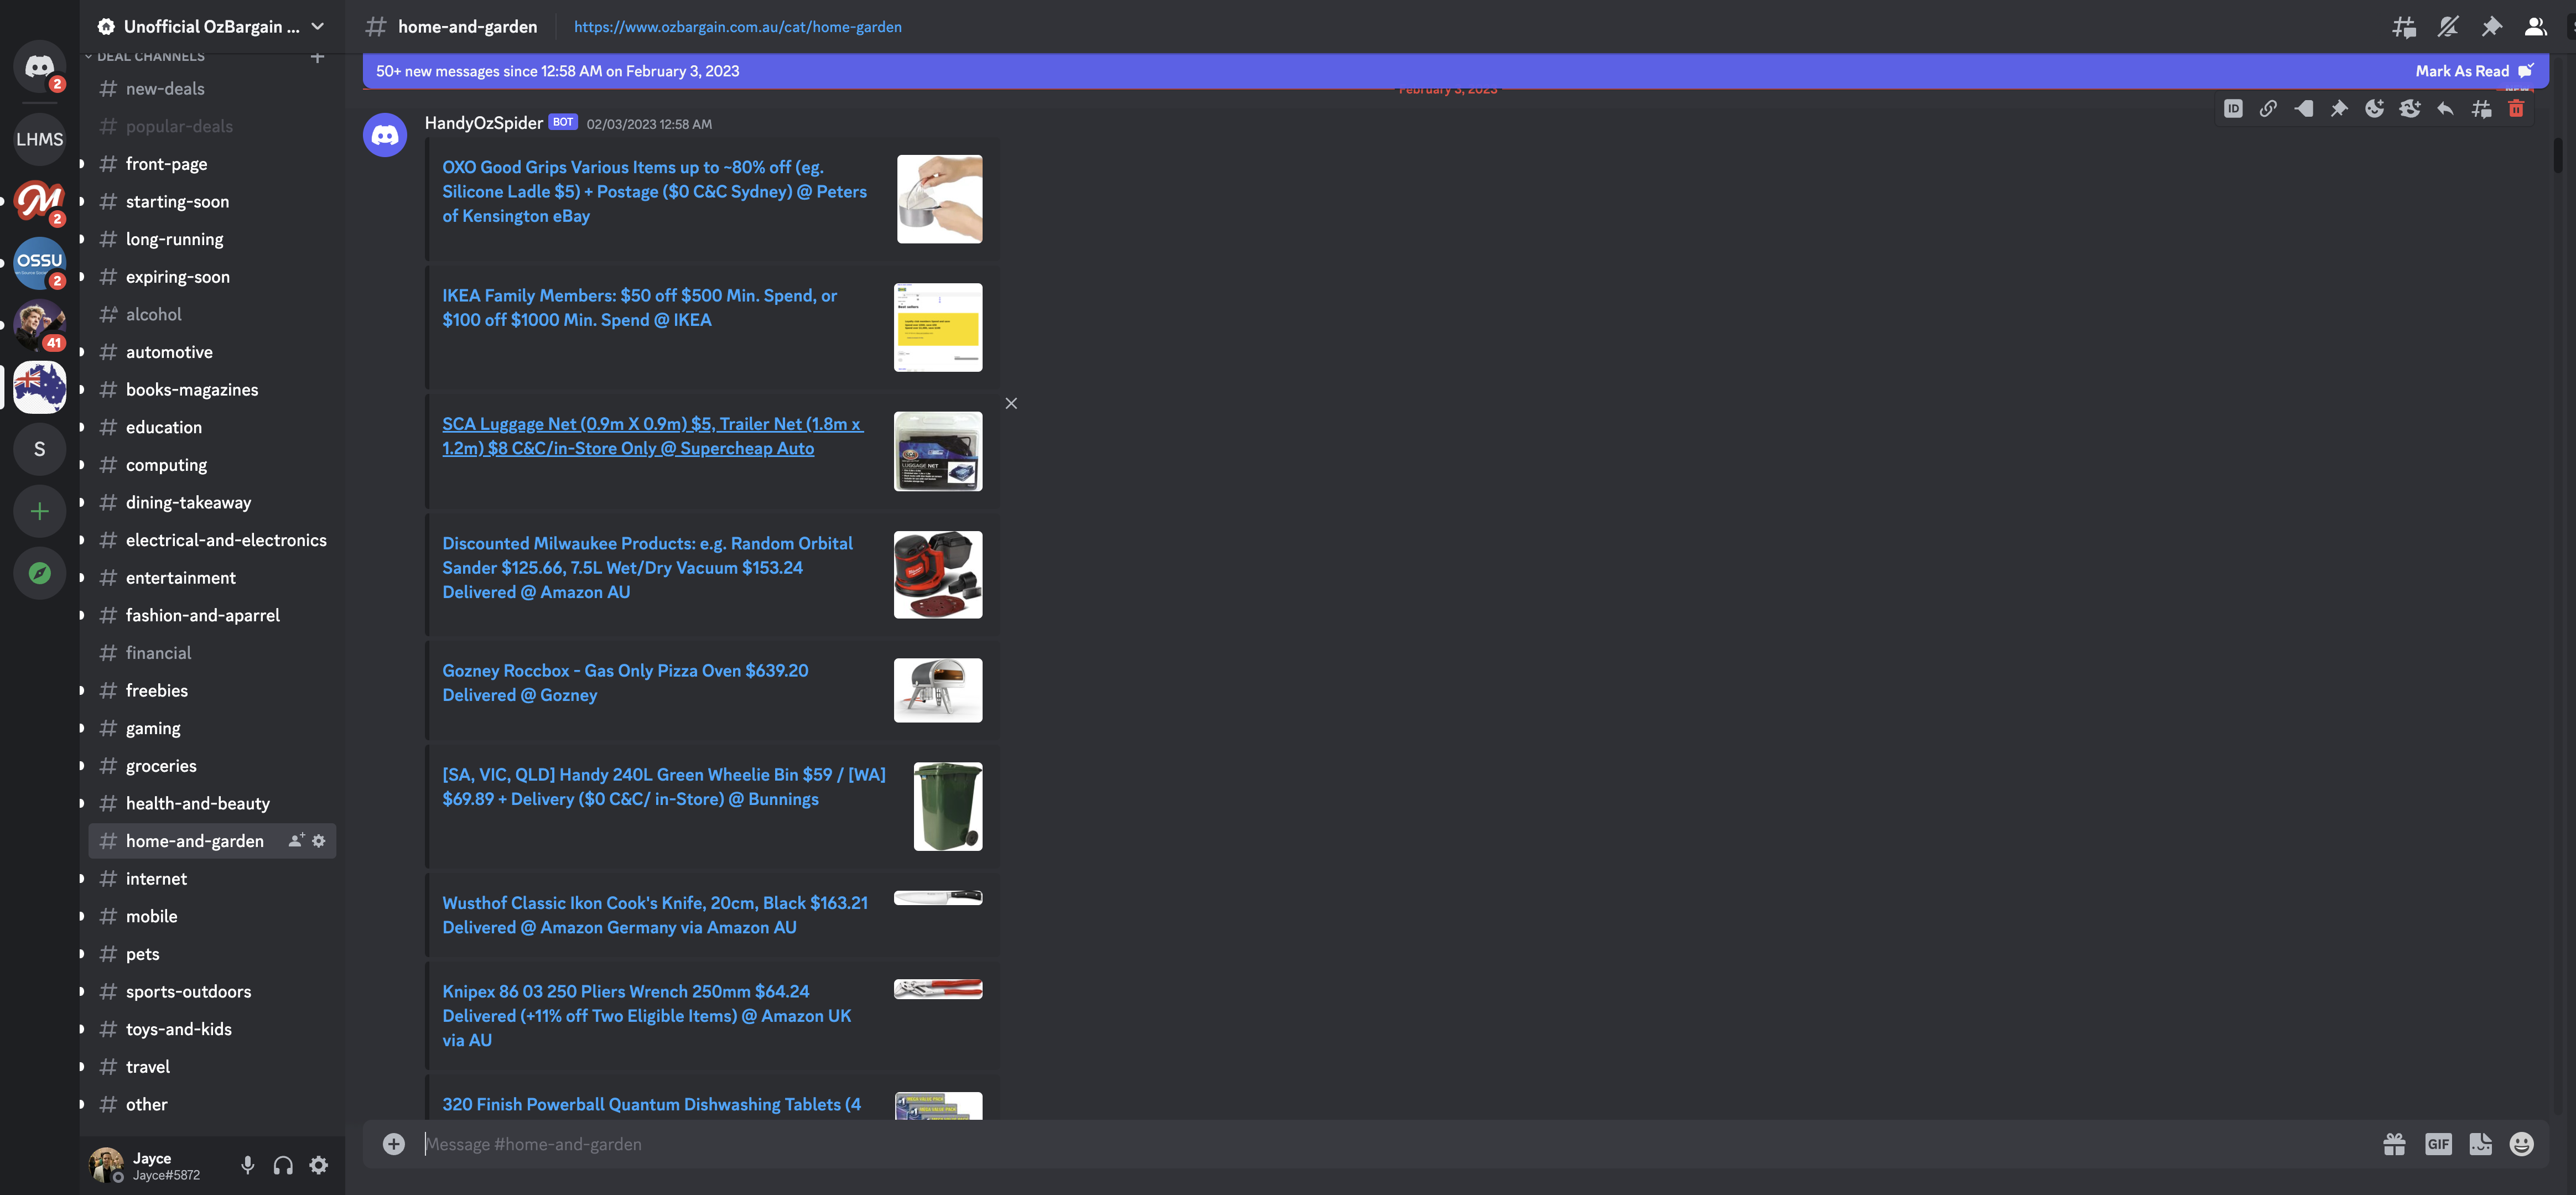 Unofficial OzBargain ...
DEAL CHANNELS
new-deals
popular-deals
front-page
starting-soon
long-running
expiring-soon
alcohol
automotive
books-magazines
education
computing
dining-takeaway
electrical-and-electronics
entertainment
fashion-and-aparrel
financial
freebies
gaming
groceries
health-and-beauty
home-and-garden
internet
mobile
pets
sports-outdoors
toys-and-kids
travel
other
2
LHMS
2
OSSU
2
41
S
Jayce
Jayce#5872
home-and-garden
https://www.ozbargain.com.au/cat/home-garden
50+ new messages since 12:58 AM on February 3, 2023
Mark As Read
February 3, 2023
ID
HandyOzSpider BOT 02/03/2023 12:58 AM
OXO Good Grips Various Items up to ~80% off (eg.
Silicone Ladle $5) + Postage ($0 C&C Sydney) @ Peters
of Kensington eBay
IKEA Family Members: $50 off $500 Min. Spend, or
$100 off $1000 Min. Spend @ IKEA
SCA Luggage Net (0.9m X 0.9m) $5, Trailer Net (1.8m x
1.2m) $8 C&C/in-Store Only @ Supercheap Auto
LUGGAGE NET
Discounted Milwaukee Products: e.g. Random Orbital
Sander $125.66, 7.5L Wet/Dry Vacuum $153.24
Delivered @ Amazon AU
Gozney Roccbox - Gas Only Pizza Oven $639.20
Delivered @ Gozney
[SA, VIC, QLD] Handy 240L Green Wheelie Bin $59 / [WA]
$69.89 + Delivery ($0 C&C/ in-Store) @ Bunnings
Wusthof Classic Ikon Cook's Knife, 20cm, Black $163.21
Delivered @ Amazon Germany via Amazon AU
Knipex 86 03 250 Pliers Wrench 250mm $64.24
Delivered (+11% off Two Eligible Items) @ Amazon UK
via AU
320 Finish Powerball Quantum Dishwashing Tablets (4
Message #home-and-garden
GIF